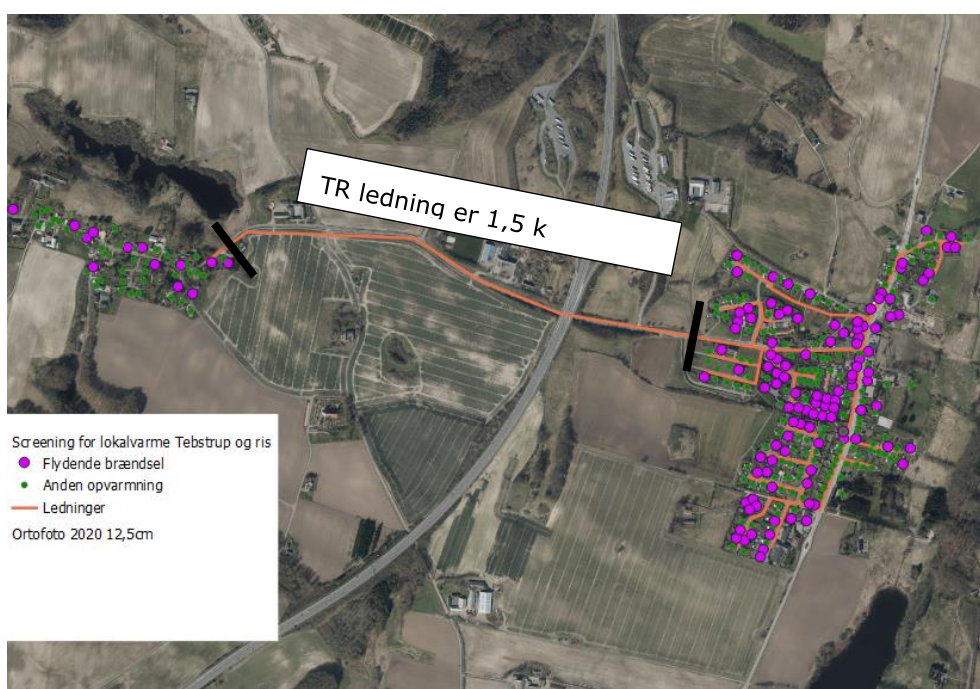 TR ledning er 1,5 k
Screening for lokalvarme Tebstrup og ris
Flydende brændsel
Anden opvarmning
Ledninger
Ortofoto 2020 12,5cm